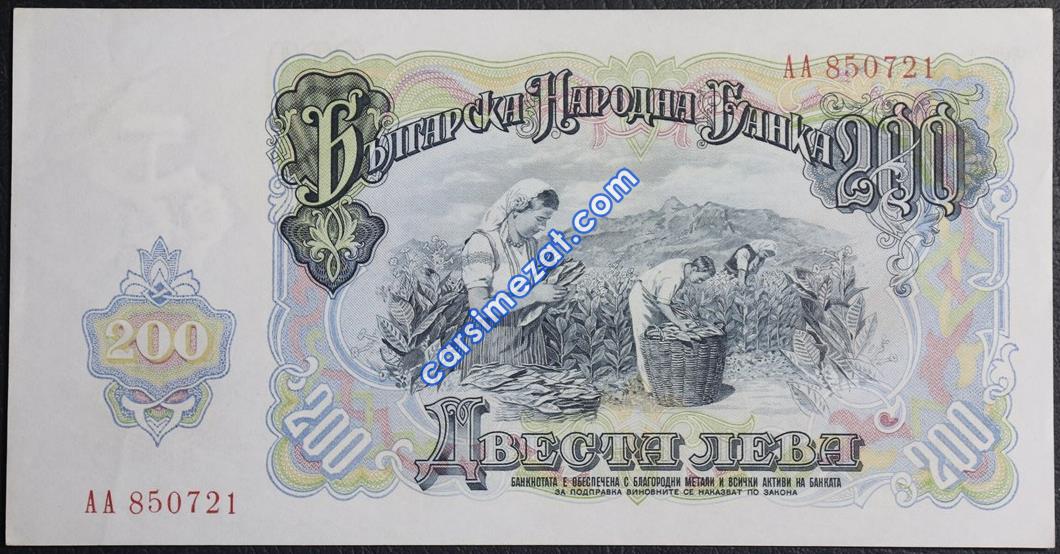 АА 850721
Българска Народна Банка
200
200
carsimezat.com
200
200
Двеста лева
БАНКНОТАТА Е ОБЕСПЕЧЕНА С БЛАГОРОДНИ МЕТАЛИ И ВСИЧКИ АКТИВИ НА БАНКАТА
ЗА ПОДПРАВКА ВИНОВНИТЕ СЕ НАКАЗВАТ ПО ЗАКОНА
АА 850721